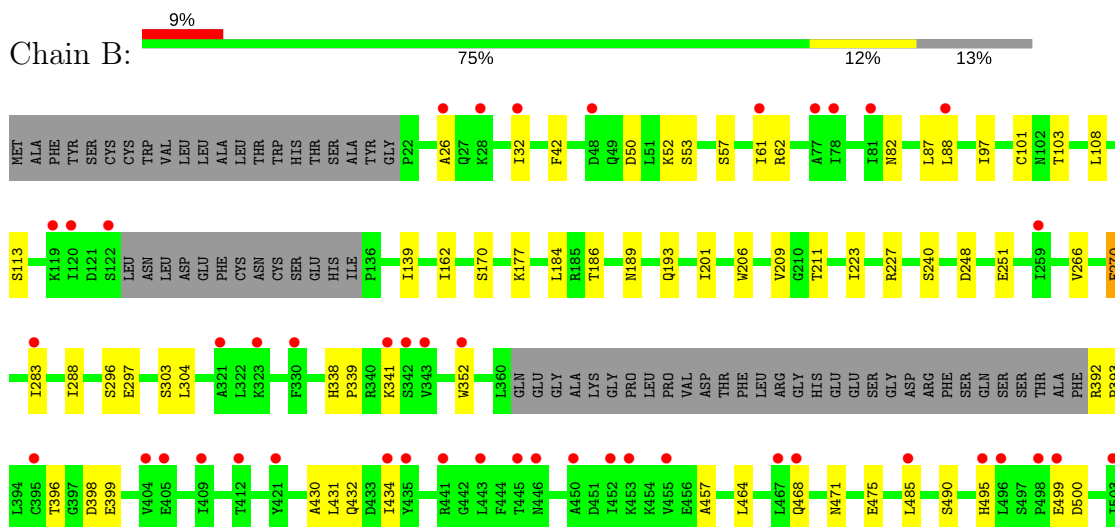 9%
Chain B:
75% 12% 13%
MET ALA PHE TYR SER CYS CYS TRP VAL LEU LEU ALA LEU THR TRP HIS THR SER ALA TYR GLY P22 A26 Q27 K28 I32 F42 D48 Q49 D50 L51 K52 S53 S57 I61 R62 A77 I78 I81 N82 L87 L88 I97 C101 N102 T103 L108
S113 K119 I120 D121 S122 LEU ASN LEU ASP GLU PHE CYS ASN CYS SER GLU HIS ILE P136 I139 I162 S170 K177 L184 R185 T186 N189 Q193 I201 W206 V209 G210 T211 I223 R227 S240 D248 E251 I259 V266
I283 I288 S296 E297 S303 L304 A321 L322 K323 F330 H338 P339 R340 K341 S342 V343 W352 L360 GLN GLU GLY ALA LYS GLY PRO LEU PRO VAL ASP THR PHE LEU ARG GLY HIS GLU GLU SER GLY ASP ARG PHE SER GLN SER SER THR ALA PHE R392
L394 C395 T396 G397 D398 E399 V404 E405 I409 T412 Y421 A430 L431 Q432 D433 I434 Y435 R441 G442 L443 F444 T445 N446 A450 D451 I452 K453 K454 V455 E456 A457 L464 L467 Q468 N471 E475 L485 S490 H495 L496 S497 P498 E499 D500